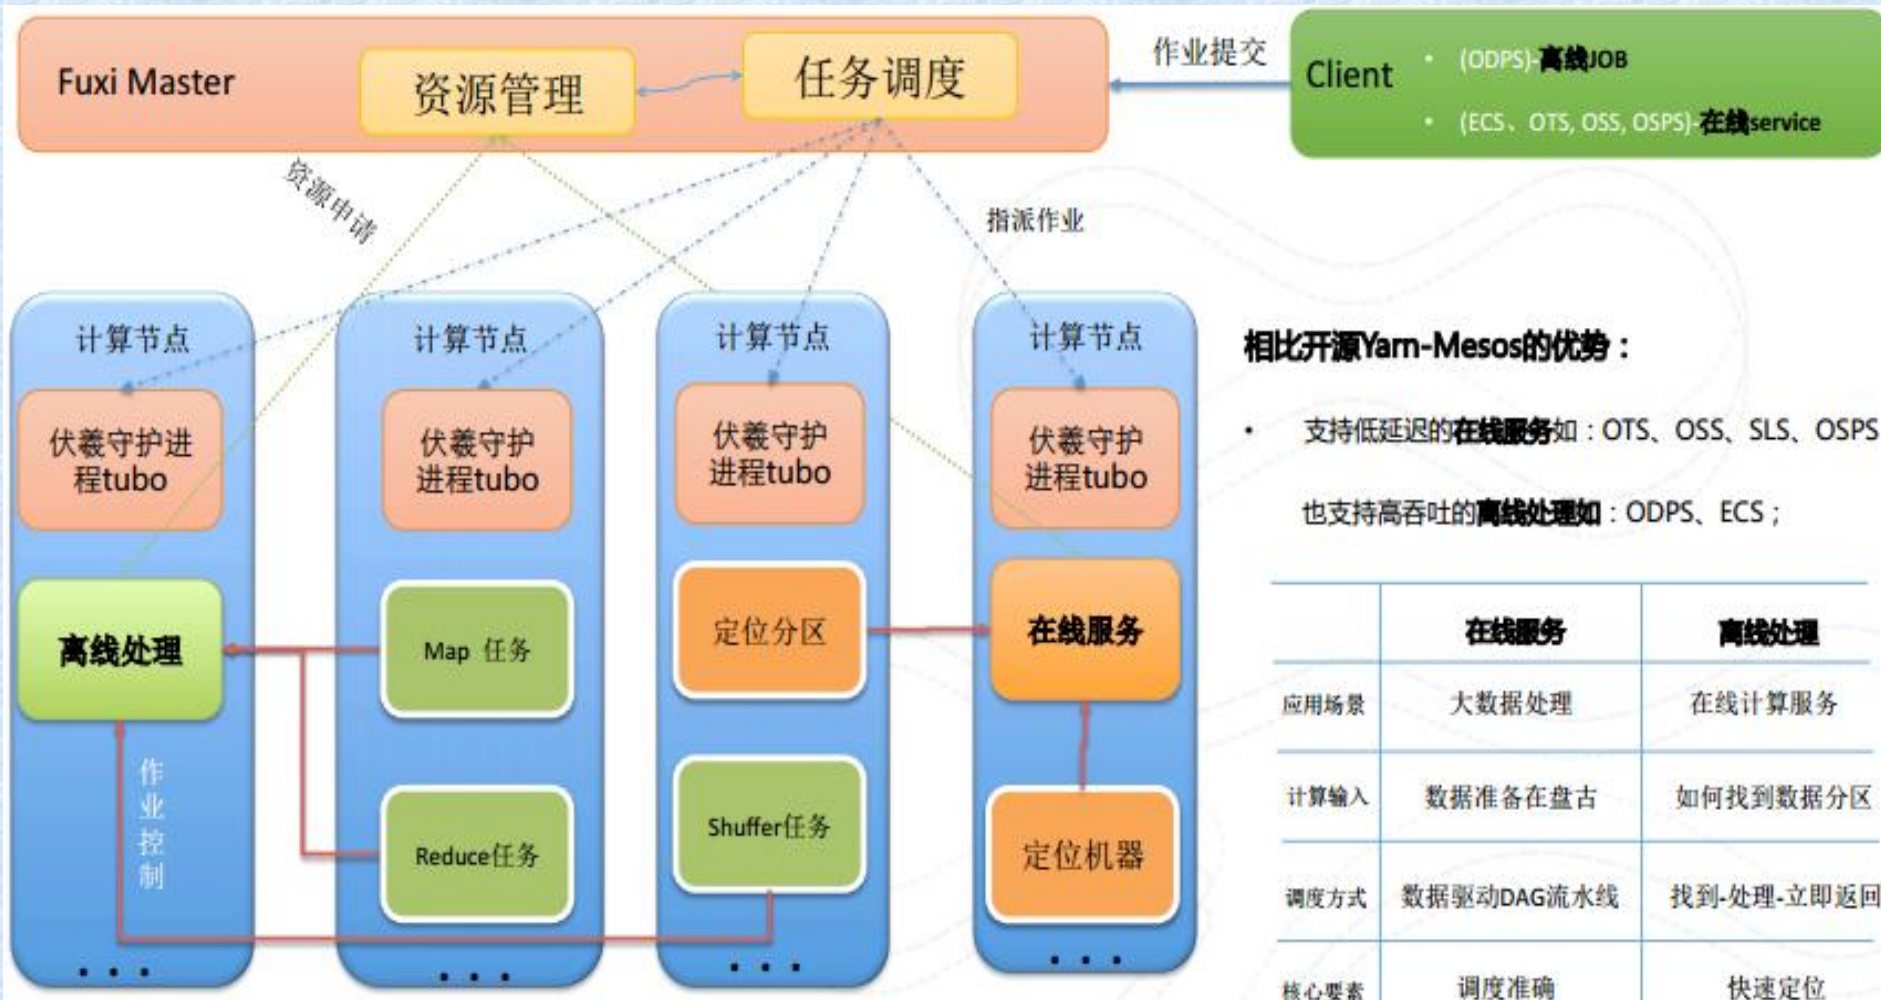 Fuxi Master
资源管理
任务调度
作业提交
Client
• (ODPS)-离线JOB
• (ECS、OTS, OSS, OSPS)-在线service
资源申请
指派作业
计算节点
伏羲守护进
程tubo
离线处理
作业控制
...
计算节点
伏羲守护
进程tubo
Map 任务
Reduce任务
...
计算节点
伏羲守护
进程tubo
定位分区
Shuffer任务
...
计算节点
伏羲守护
进程tubo
在线服务
定位机器
...
相比开源Yarn-Mesos的优势：
• 支持低延迟的在线服务如：OTS、OSS、SLS、OSPS
也支持高吞吐的离线处理如：ODPS、ECS；
在线服务 离线处理
应用场景 大数据处理 在线计算服务
计算输入 数据准备在盘古 如何找到数据分区
调度方式 数据驱动DAG流水线 找到-处理-立即返回
核心要素 调度准确 快速定位